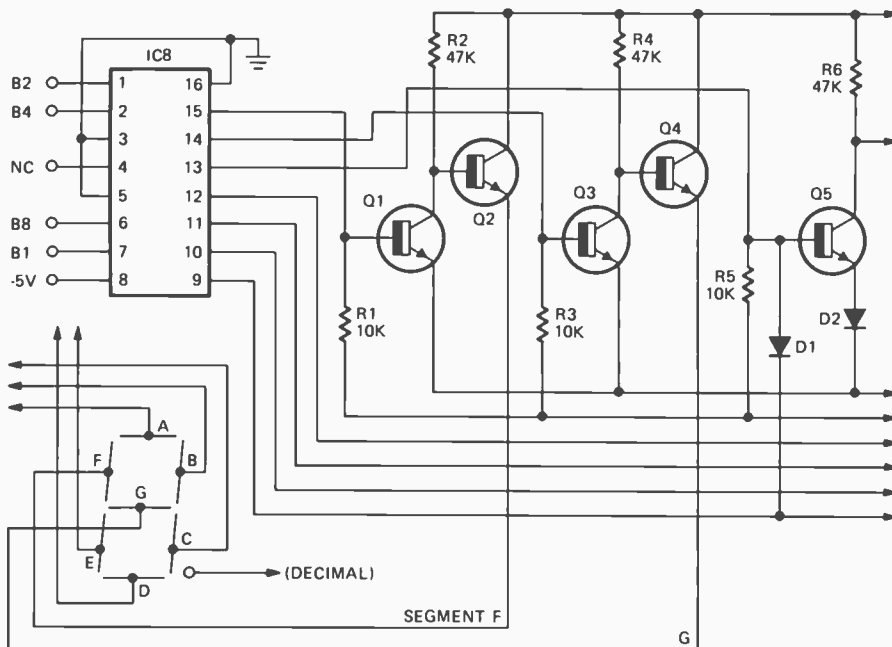 IC8
B2
B4
NC
B8
B1
-5V
1
2
3
4
5
6
7
8
16
15
14
13
12
11
10
9
R2
47K
R4
47K
R6
47K
Q1
Q2
Q3
Q4
Q5
R1
10K
R3
10K
R5
10K
D1
D2
A
F
B
G
E
C
D
(DECIMAL)
SEGMENT F
G